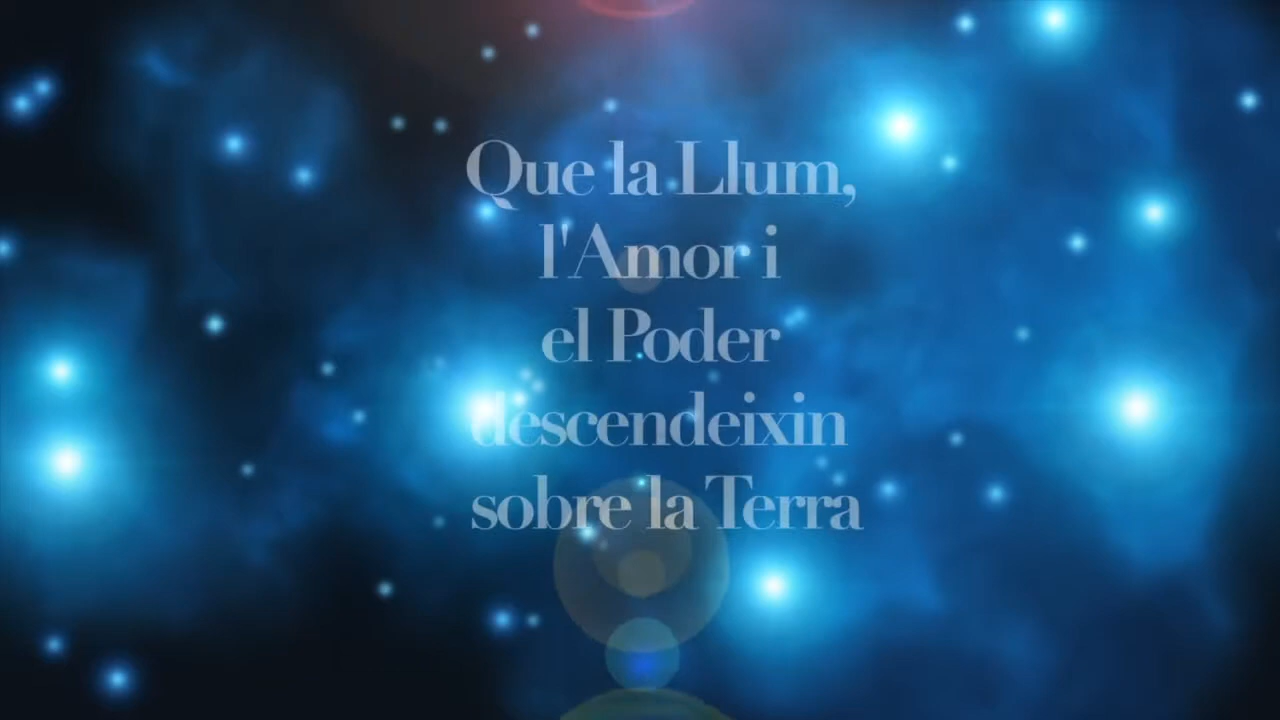 Que la Llum,
l'Amor i
el Poder
descendeixin
sobre la Terra